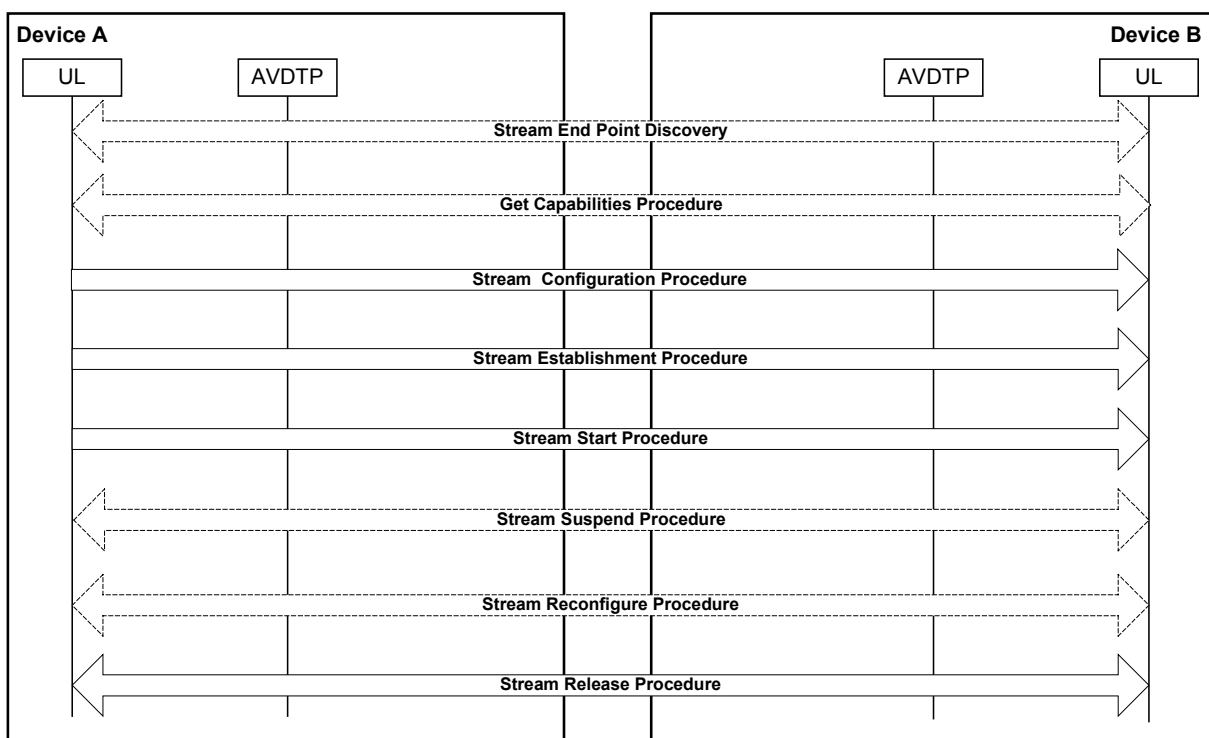 Device A
Device B
UL
AVDTP
AVDTP
UL
Stream End Point Discovery
Get Capabilities Procedure
Stream Configuration Procedure
Stream Establishment Procedure
Stream Start Procedure
Stream Suspend Procedure
Stream Reconfigure Procedure
Stream Release Procedure